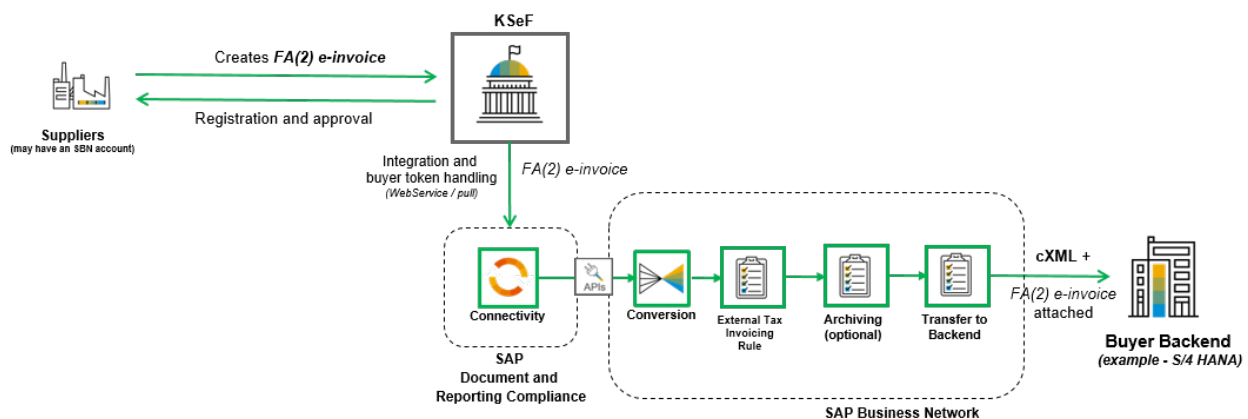 KSeF
Creates FA(2) e-invoice
Registration and approval
Suppliers
(may have an SBN account)
Integration and
buyer token handling
(WebService / pull)
FA(2) e-invoice
Connectivity
APIs
Conversion
External Tax
Invoicing
Rule
Archiving
(optional)
Transfer to
Backend
cXML +
FA(2) e-invoice
attached
Buyer Backend
(example - S/4 HANA)
SAP
Document and
Reporting Compliance
SAP Business Network